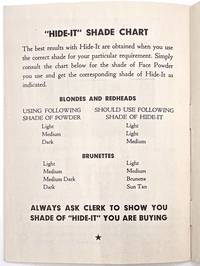 "HIDE-IT" SHADE CHART
The best results with Hide-It are obtained when you use
the correct shade for your particular requirement. Simply
consult the chart below for the shade of Face Powder
you use and get the corresponding shade of Hide-It as
indicated.
BLONDES AND REDHEADS
USING FOLLOWING SHOULD USE FOLLOWING
SHADE OF POWDER SHADE OF HIDE-IT
Light Light
Medium Light
Dark Medium
BRUNETTES
Light Light
Medium Medium
Medium Dark Brunette
Dark Sun Tan
ALWAYS ASK CLERK TO SHOW YOU
SHADE OF "HIDE-IT" YOU ARE BUYING